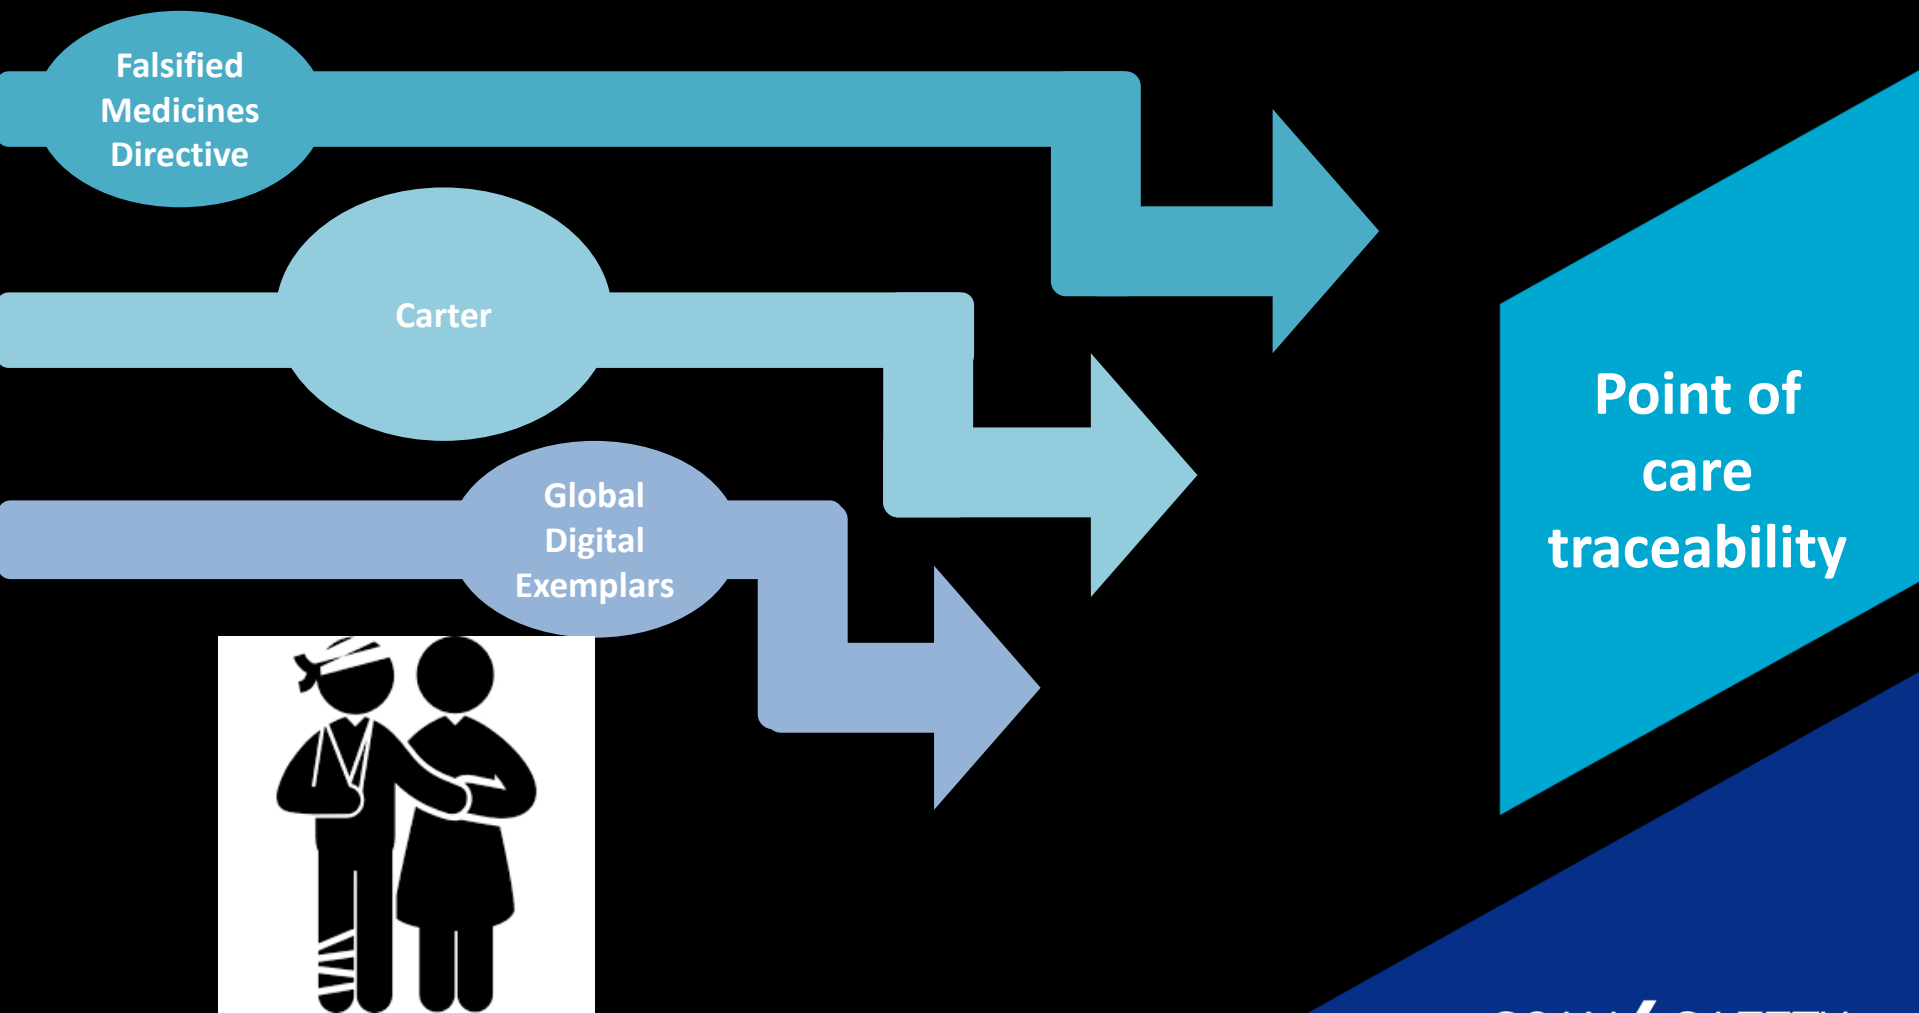 Falsified
Medicines
Directive
Carter
Global
Digital
Exemplars
Point of
care
traceability